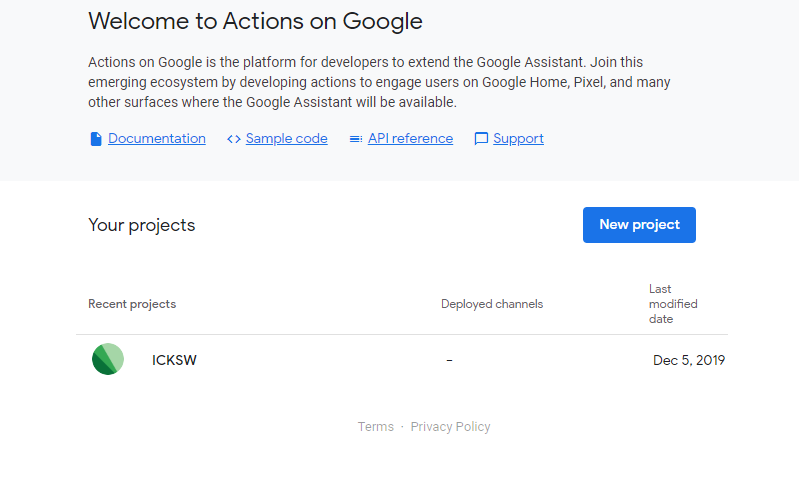 Welcome to Actions on Google
Actions on Google is the platform for developers to extend the Google Assistant. Join this
emerging ecosystem by developing actions to engage users on Google Home, Pixel, and many
other surfaces where the Google Assistant will be available.
Documentation Sample code API reference Support
Your projects New project
Recent projects Deployed channels Last
modified
date
ICKSW – Dec 5, 2019
Terms · Privacy Policy